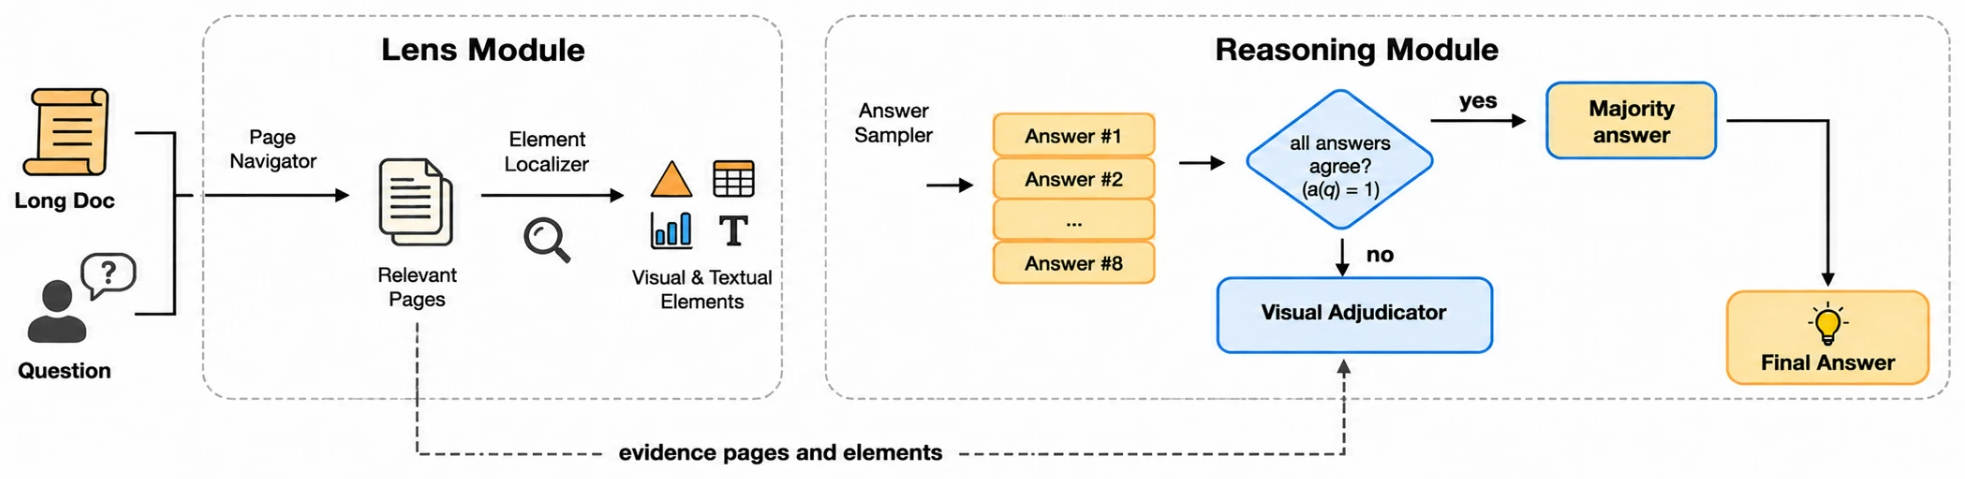 Lens Module
Reasoning Module
Long Doc
Question
?
Page
Navigator
Relevant
Pages
Element
Localizer
T
Visual & Textual
Elements
Answer
Sampler
Answer #1
Answer #2
...
Answer #8
all answers
agree?
(a(q) = 1)
yes
no
Majority
answer
Visual Adjudicator
Final Answer
evidence pages and elements